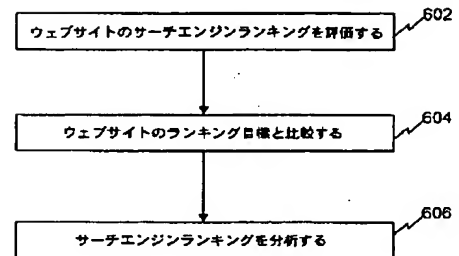 ウェブサイトのサーチエンジンランキングを評価する
602
ウェブサイトのランキング目標と比較する
604
サーチエンジンランキングを分析する
606